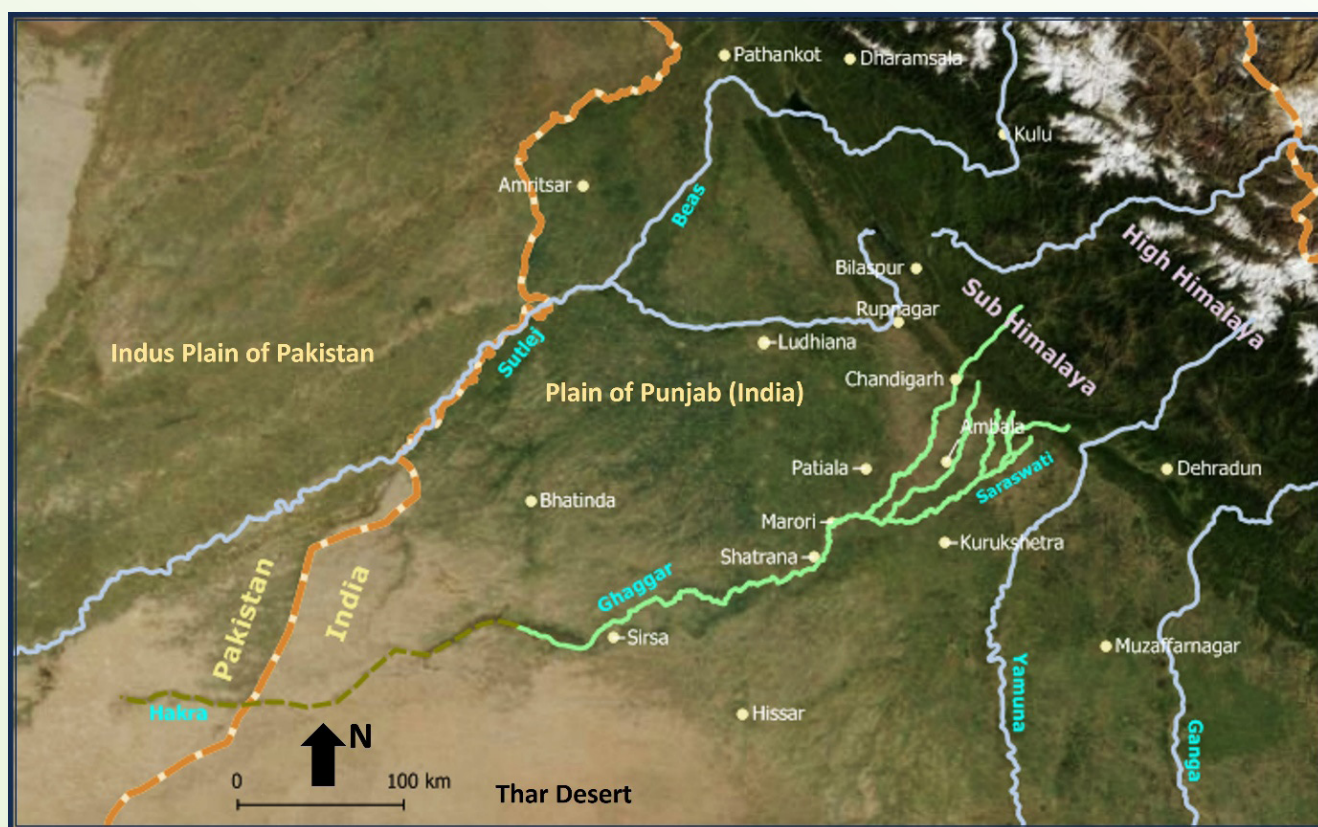 Pathankot
Dharamsala
Kulu
Amritsar
Beas
High Himalaya
Bilaspur
Sub Himalaya
Rupnagar
Sutlej
Ludhiana
Indus Plain of Pakistan
Chandigarh
Plain of Punjab (India)
Ambala
Patiala
Dehradun
Saraswati
Bhatinda
Marori
Kurukshetra
Shatrana
Ghaggar
Pakistan
India
Sirsa
Muzaffarnagar
Yamuna
Hakra
Hissar
N
Ganga
0 100 km
Thar Desert